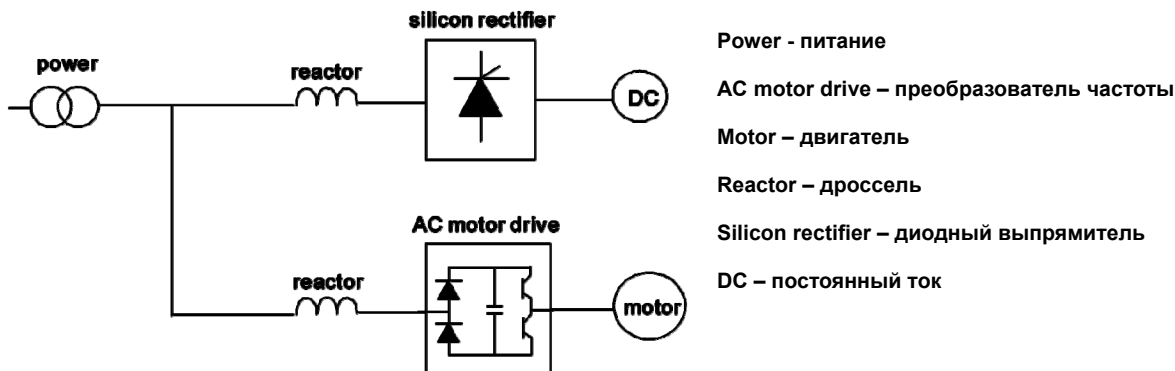 silicon rectifier
power
reactor
DC
AC motor drive
reactor
motor
Power - питание
AC motor drive – преобразователь частоты
Motor – двигатель
Reactor – дроссель
Silicon rectifier – диодный выпрямитель
DC – постоянный ток